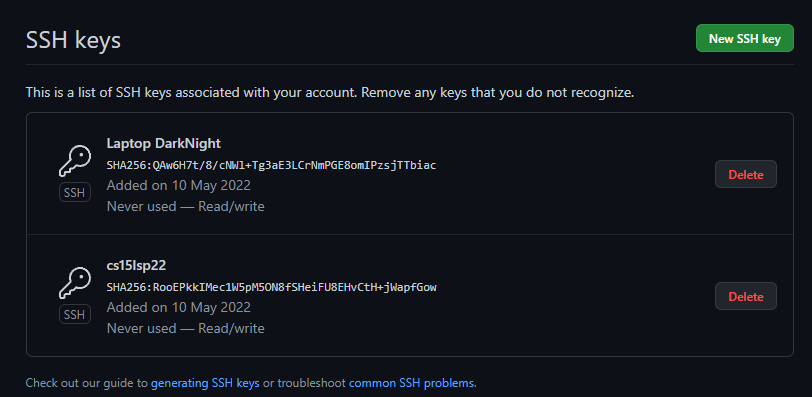 SSH keys
New SSH key
This is a list of SSH keys associated with your account. Remove any keys that you do not recognize.
Laptop DarkNight
SHA256:QAw6H7t/8/cNWl+Tg3aE3LCrNmPGE8omIPzsjTTbiac
SSH
Added on 10 May 2022
Never used — Read/write
Delete
cs15lsp22
SHA256:RooEPkkIMec1W5pM5ON8fSHeiFU8EHvCtH+jWapfGow
SSH
Added on 10 May 2022
Never used — Read/write
Delete
Check out our guide to generating SSH keys or troubleshoot common SSH problems.